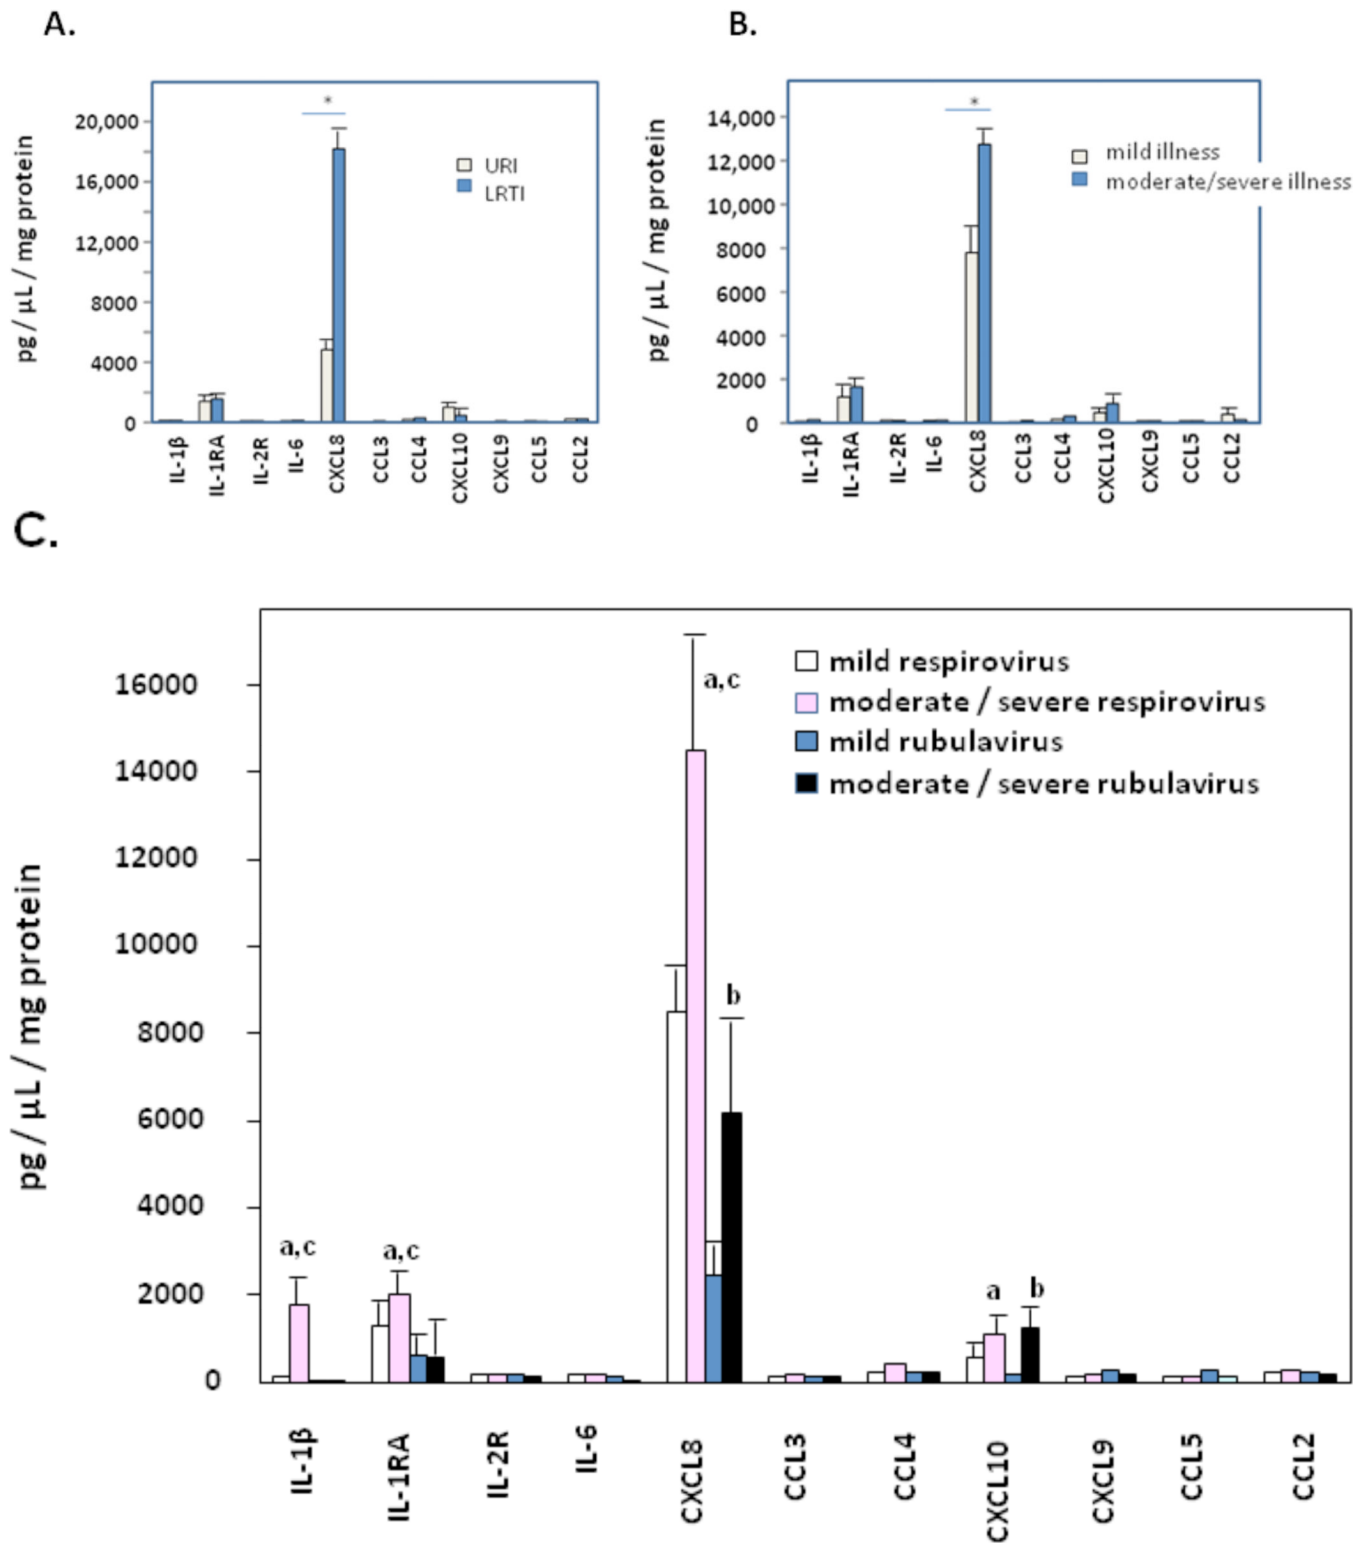 A.
pg / µL / mg protein
20,000
16,000
12,000
8000
4000
0
*
URI
LRTI
IL-1β
IL-1RA
IL-2R
IL-6
CXCL8
CCL3
CCL4
CXCL10
CXCL9
CCL5
CCL2
B.
pg / µL / mg protein
14,000
12,000
10,000
8000
6000
4000
2000
0
*
mild illness
moderate/severe illness
IL-1β
IL-1RA
IL-2R
IL-6
CXCL8
CCL3
CCL4
CXCL10
CXCL9
CCL5
CCL2
C.
pg / µL / mg protein
16000
14000
12000
10000
8000
6000
4000
2000
0
mild respirovirus
moderate / severe respirovirus
mild rubulavirus
moderate / severe rubulavirus
a,c
a,c
a,c
b
a
b
IL-1β
IL-1RA
IL-2R
IL-6
CXCL8
CCL3
CCL4
CXCL10
CXCL9
CCL5
CCL2